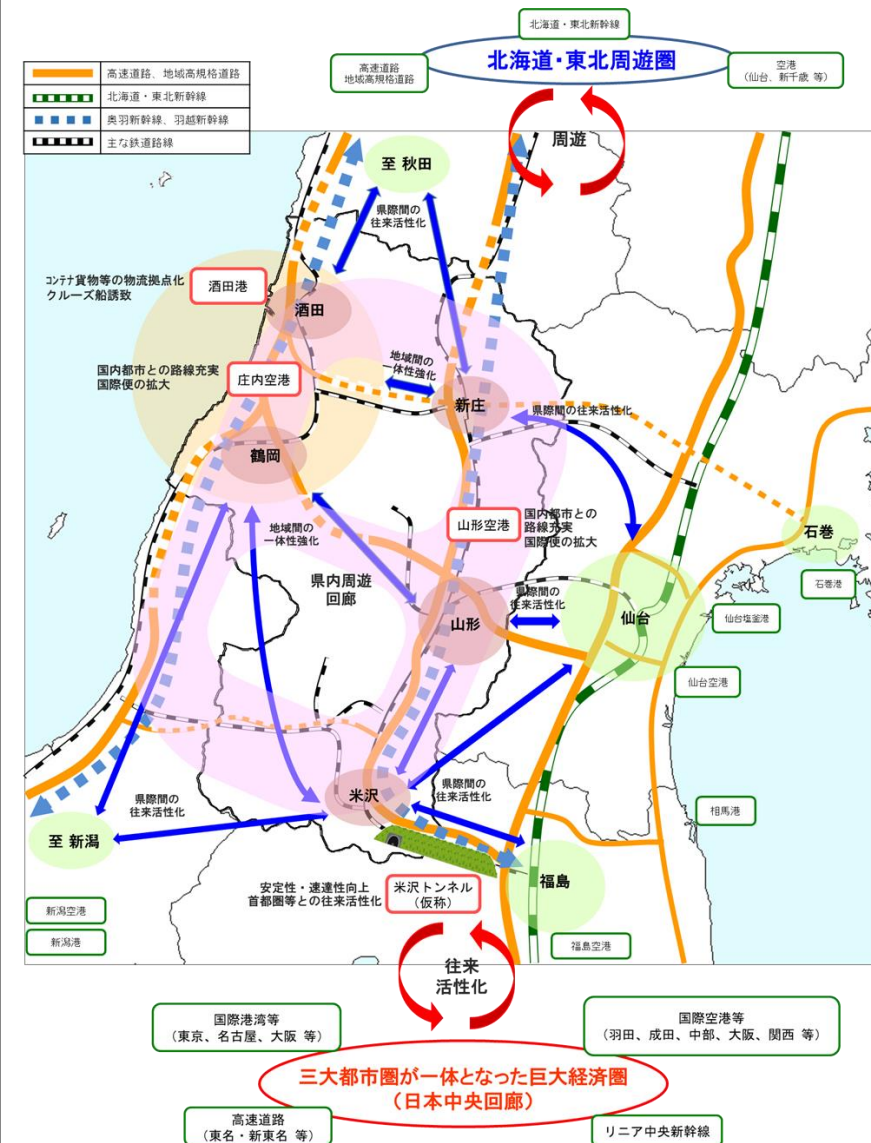 北海道・東北新幹線
北海道・東北周遊圏
高速道路
地域高規格道路
空港
(仙台、新千歳 等)
高速道路、地域高規格道路
北海道・東北新幹線
奥羽新幹線、羽越新幹線
主な鉄道路線
周遊
至 秋田
県際間の
往来活性化
コンテナ貨物等の物流拠点化
クルーズ船誘致
酒田港
酒田
国内都市との路線充実
国際便の拡大
庄内空港
地域間の
一体性強化
新庄
県際間の往来活性化
鶴岡
地域間の
一体性強化
山形空港
国内都市との
路線充実
国際便の拡大
石巻
石巻港
県内周遊
回廊
県際間の
往来活性化
山形
仙台
仙台塩釜港
仙台空港
県際間の
往来活性化
米沢
県際間の
往来活性化
相馬港
至 新潟
安定性・速達性向上
首都圏等との往来活性化
米沢トンネル
(仮称)
福島
新潟空港
新潟港
福島空港
往来
活性化
国際港湾等
(東京、名古屋、大阪 等)
国際空港等
(羽田、成田、中部、大阪、関西 等)
三大都市圏が一体となった巨大経済圏
(日本中央回廊)
高速道路
(東名・新東名 等)
リニア中央新幹線